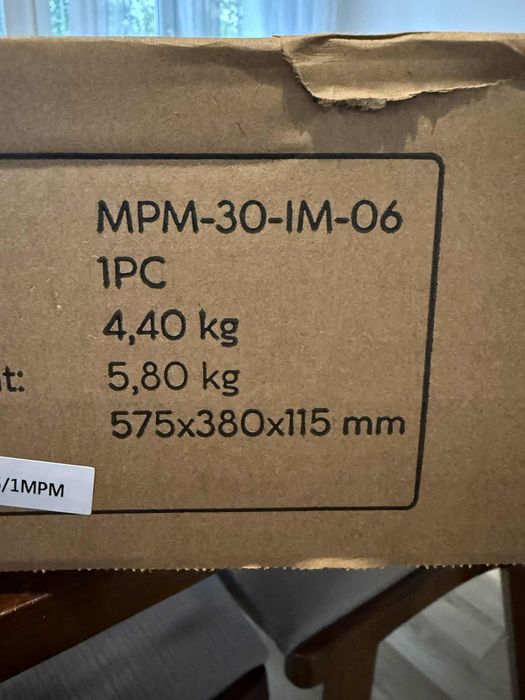 MPM-30-IM-06
1PC
4,40 kg
t: 5,80 kg
575x380x115 mm
/1MPM